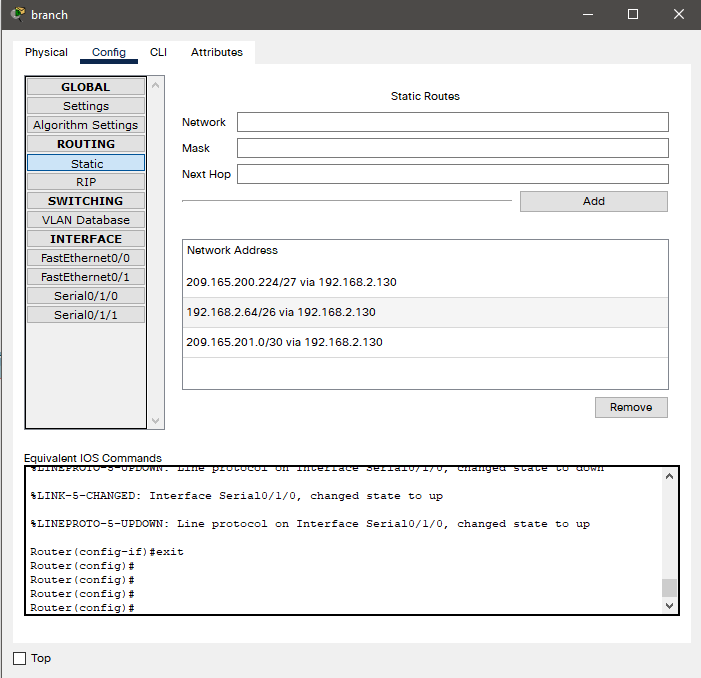 branch
Physical Config CLI Attributes
GLOBAL
Settings
Algorithm Settings
ROUTING
Static
RIP
SWITCHING
VLAN Database
INTERFACE
FastEthernet0/0
FastEthernet0/1
Serial0/1/0
Serial0/1/1
Static Routes
Network
Mask
Next Hop
Add
Network Address
209.165.200.224/27 via 192.168.2.130
192.168.2.64/26 via 192.168.2.130
209.165.201.0/30 via 192.168.2.130
Remove
Equivalent IOS Commands
%LINEPROTO-5-UPDOWN: Line protocol on Interface Serial0/1/0, changed state to down
%LINK-5-CHANGED: Interface Serial0/1/0, changed state to up
%LINEPROTO-5-UPDOWN: Line protocol on Interface Serial0/1/0, changed state to up
Router(config-if)#exit
Router(config)#
Router(config)#
Router(config)#
Router(config)#
Top